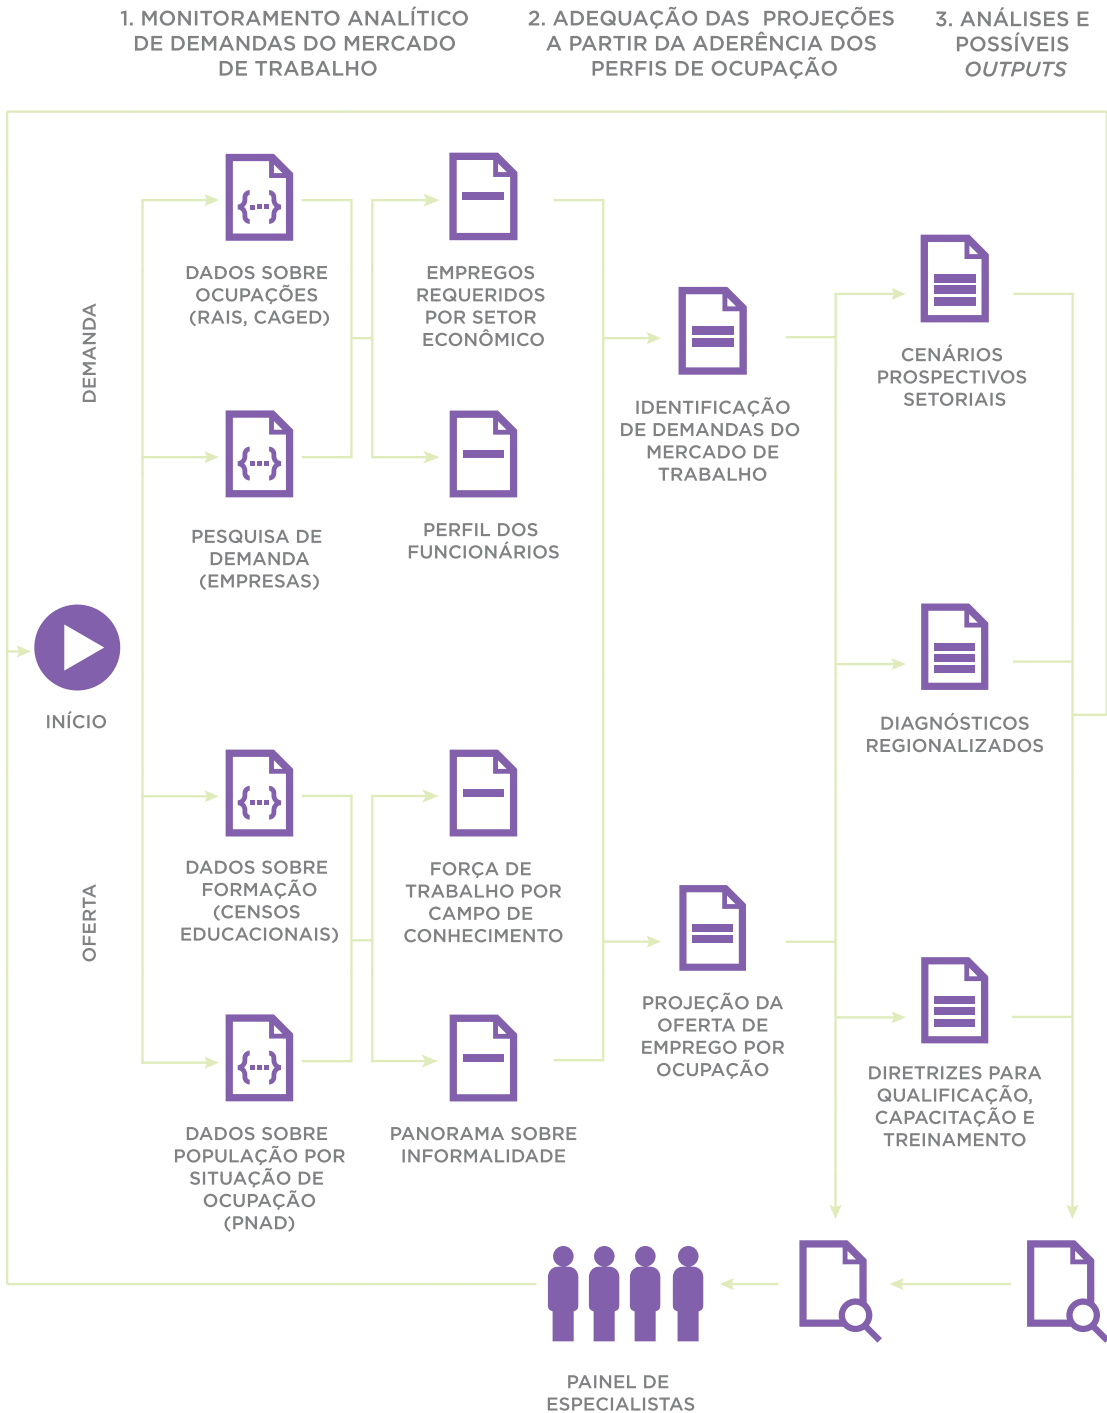 1. MONITORAMENTO ANALÍTICO
DE DEMANDAS DO MERCADO
DE TRABALHO
2. ADEQUAÇÃO DAS PROJEÇÕES
A PARTIR DA ADERÊNCIA DOS
PERFIS DE OCUPAÇÃO
3. ANÁLISES E
POSSÍVEIS
OUTPUTS
DEMANDA
{...}
DADOS SOBRE
OCUPAÇÕES
(RAIS, CAGED)
EMPREGOS
REQUERIDOS
POR SETOR
ECONÔMICO
{...}
PESQUISA DE
DEMANDA
(EMPRESAS)
PERFIL DOS
FUNCIONÁRIOS
IDENTIFICAÇÃO
DE DEMANDAS DO
MERCADO DE
TRABALHO
CENÁRIOS
PROSPECTIVOS
SETORIAIS
INÍCIO
DIAGNÓSTICOS
REGIONALIZADOS
OFERTA
{...}
DADOS SOBRE
FORMAÇÃO
(CENSOS
EDUCACIONAIS)
FORÇA DE
TRABALHO POR
CAMPO DE
CONHECIMENTO
{...}
DADOS SOBRE
POPULAÇÃO POR
SITUAÇÃO DE
OCUPAÇÃO
(PNAD)
PANORAMA SOBRE
INFORMALIDADE
PROJEÇÃO DA
OFERTA DE
EMPREGO POR
OCUPAÇÃO
DIRETRIZES PARA
QUALIFICAÇÃO,
CAPACITAÇÃO E
TREINAMENTO
PAINEL DE
ESPECIALISTAS